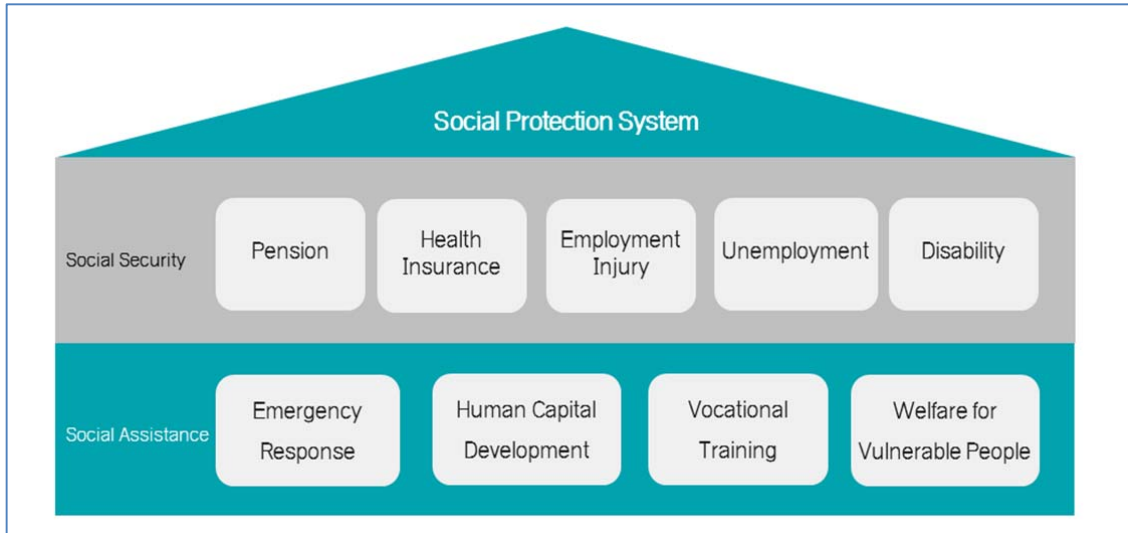 Social Protection System
Social Security
Pension
Health
Insurance
Employment
Injury
Unemployment
Disability
Social Assistance
Emergency
Response
Human Capital
Development
Vocational
Training
Welfare for
Vulnerable People